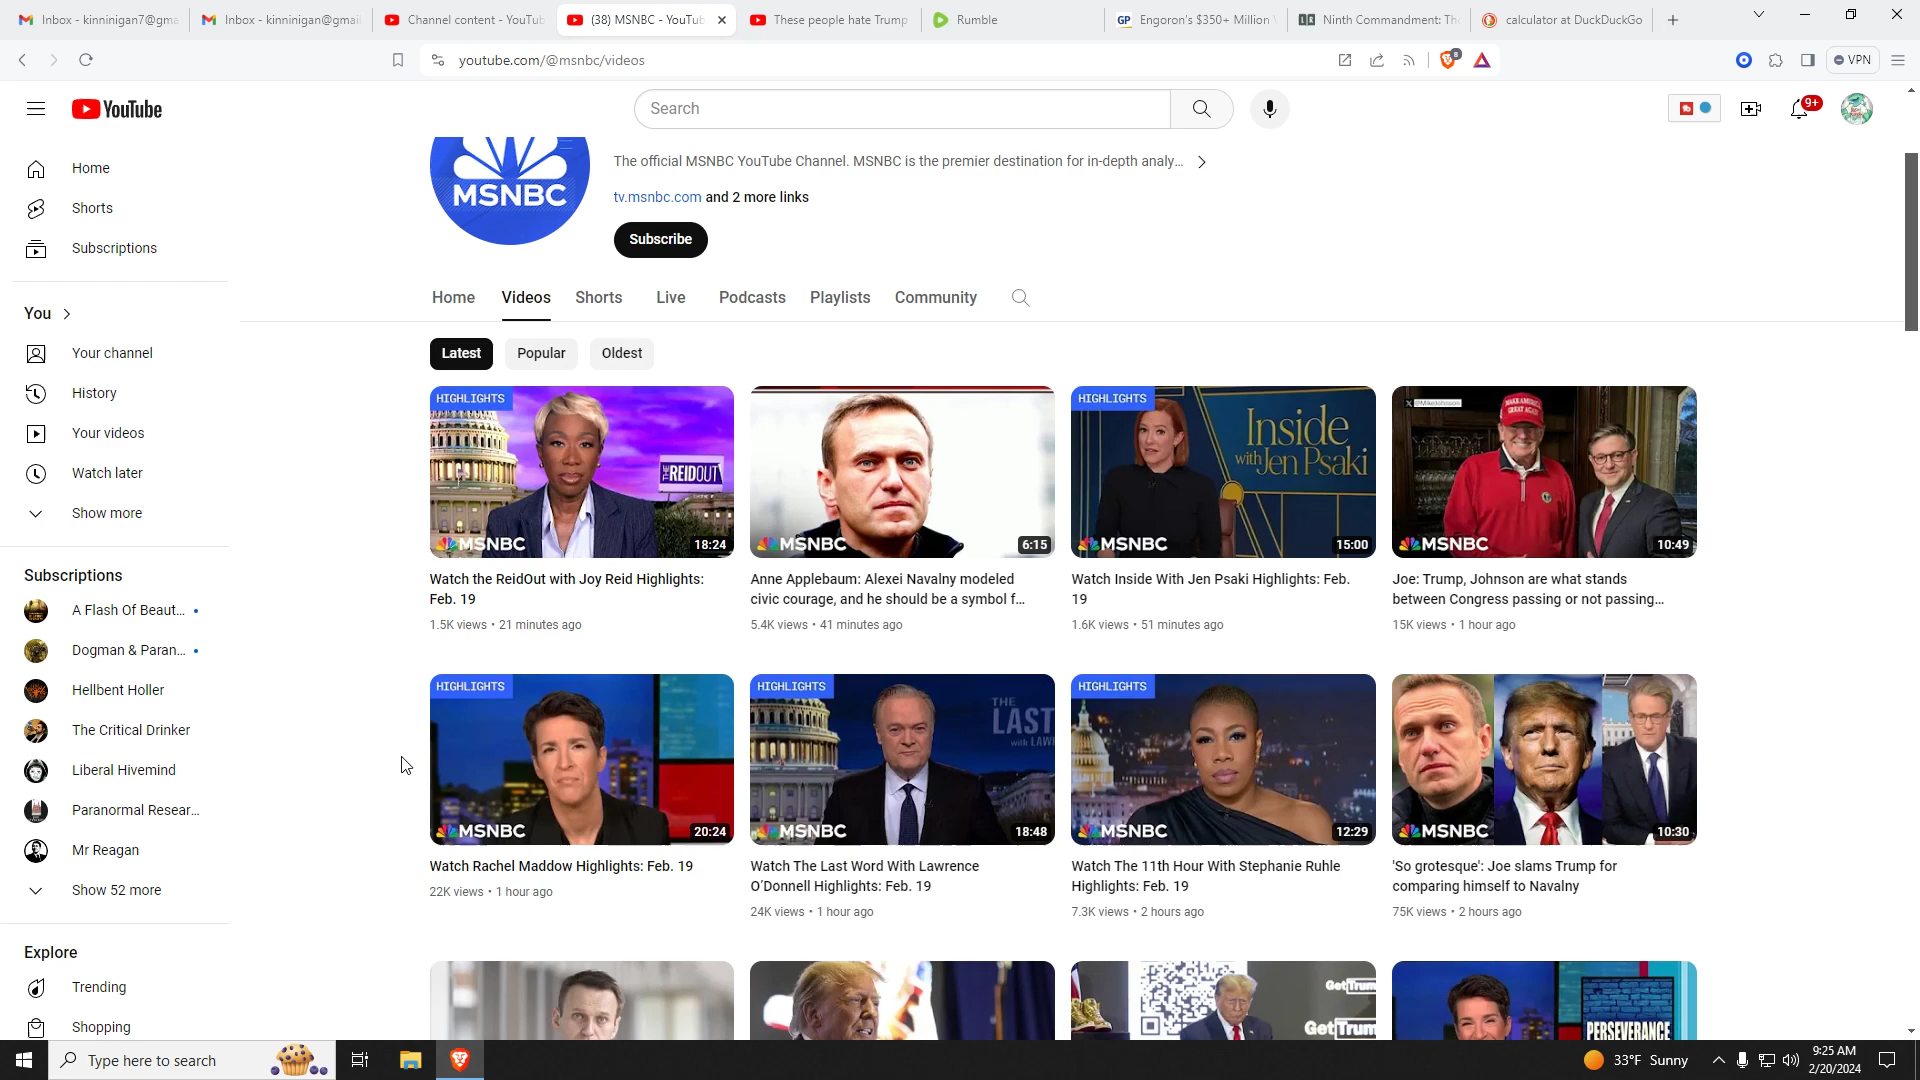 Inbox - kinninigan7@gma
Inbox - kinninigan@gmai
Channel content - YouTub
(38) MSNBC - YouTub
These people hate Trump
Rumble
GP Engoron's $350+ Million
LR Ninth Commandment: Th
calculator at DuckDuckGo
youtube.com/@msnbc/videos
8
VPN
YouTube
Search
9+
Home
Shorts
Subscriptions
You
Your channel
History
Your videos
Watch later
Show more
Subscriptions
A Flash Of Beaut...
Dogman & Paran...
Hellbent Holler
The Critical Drinker
Liberal Hivemind
Paranormal Resear...
Mr Reagan
Show 52 more
Explore
Trending
Shopping
MSNBC
The official MSNBC YouTube Channel. MSNBC is the premier destination for in-depth analy...
tv.msnbc.com and 2 more links
Subscribe
Home Videos Shorts Live Podcasts Playlists Community
Latest Popular Oldest
HIGHLIGHTS
THE REIDOUT
MSNBC
18:24
Watch the ReidOut with Joy Reid Highlights:
Feb. 19
1.5K views • 21 minutes ago
MSNBC
6:15
Anne Applebaum: Alexei Navalny modeled
civic courage, and he should be a symbol f...
5.4K views • 41 minutes ago
HIGHLIGHTS
Inside
with Jen Psaki
MSNBC
15:00
Watch Inside With Jen Psaki Highlights: Feb.
19
1.6K views • 51 minutes ago
X @MikeJohnson
MAKE AMERICA
GREAT AGAIN
MSNBC
10:49
Joe: Trump, Johnson are what stands
between Congress passing or not passing...
15K views • 1 hour ago
HIGHLIGHTS
MSNBC
20:24
Watch Rachel Maddow Highlights: Feb. 19
22K views • 1 hour ago
HIGHLIGHTS
THE
LAST
with LAW
MSNBC
18:48
Watch The Last Word With Lawrence
O'Donnell Highlights: Feb. 19
24K views • 1 hour ago
HIGHLIGHTS
MSNBC
12:29
Watch The 11th Hour With Stephanie Ruhle
Highlights: Feb. 19
7.3K views • 2 hours ago
MSNBC
10:30
'So grotesque': Joe slams Trump for
comparing himself to Navalny
75K views • 2 hours ago
GetTrum
GetTrum
PERSEVERANCE
Type here to search
33°F Sunny
9:25 AM
2/20/2024